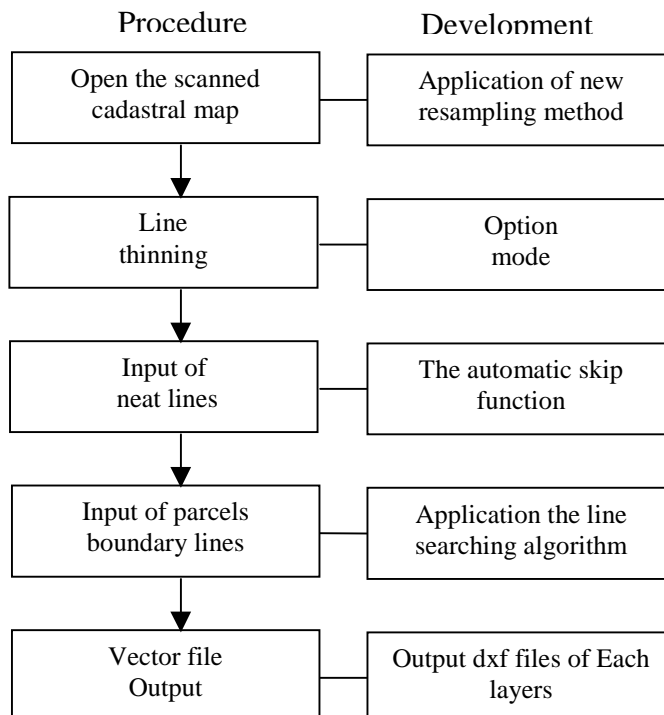 Procedure
Development
Open the scanned
cadastral map
Application of new
resampling method
Line
thinning
Option
mode
Input of
neat lines
The automatic skip
function
Input of parcels
boundary lines
Application the line
searching algorithm
Vector file
Output
Output dxf files of Each
layers